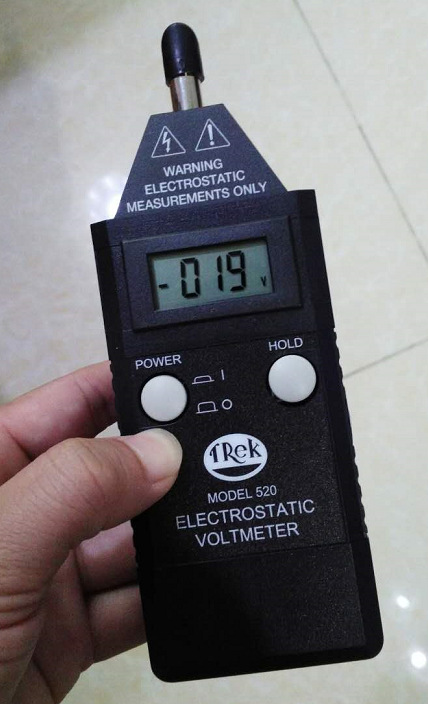 WARNING
ELECTROSTATIC
MEASUREMENTS ONLY
-019 V
POWER
HOLD
I
O
TRek
MODEL 520
ELECTROSTATIC
VOLTMETER